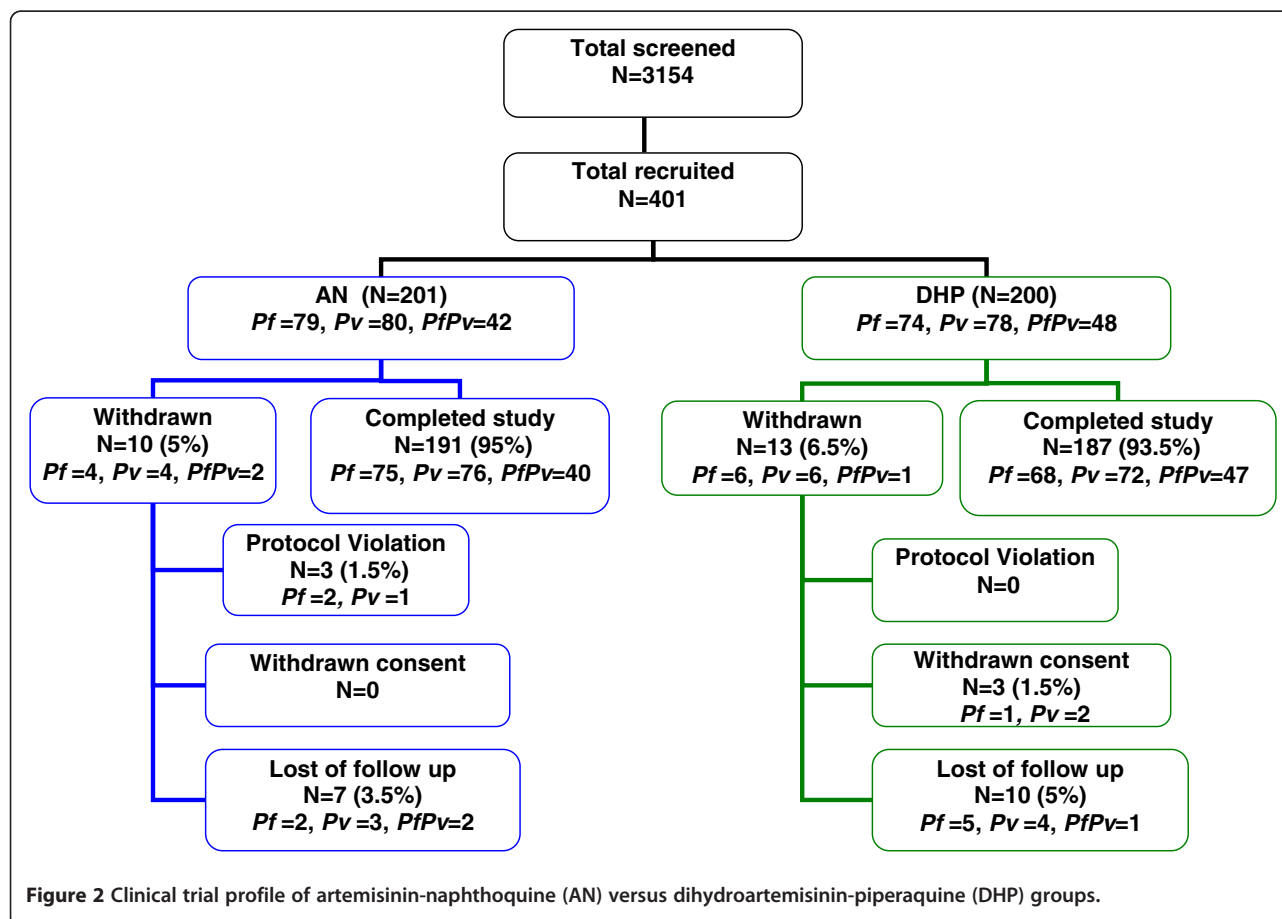 Total screened
N=3154
Total recruited
N=401
AN (N=201)
Pf =79, Pv =80, PfPv=42
DHP (N=200)
Pf =74, Pv =78, PfPv=48
Withdrawn
N=10 (5%)
Pf =4, Pv =4, PfPv=2
Completed study
N=191 (95%)
Pf =75, Pv =76, PfPv=40
Withdrawn
N=13 (6.5%)
Pf =6, Pv =6, PfPv=1
Completed study
N=187 (93.5%)
Pf =68, Pv =72, PfPv=47
Protocol Violation
N=3 (1.5%)
Pf =2, Pv =1
Protocol Violation
N=0
Withdrawn consent
N=0
Withdrawn consent
N=3 (1.5%)
Pf =1, Pv =2
Lost of follow up
N=7 (3.5%)
Pf =2, Pv =3, PfPv=2
Lost of follow up
N=10 (5%)
Pf =5, Pv =4, PfPv=1
Figure 2 Clinical trial profile of artemisinin-naphthoquine (AN) versus dihydroartemisinin-piperaquine (DHP) groups.